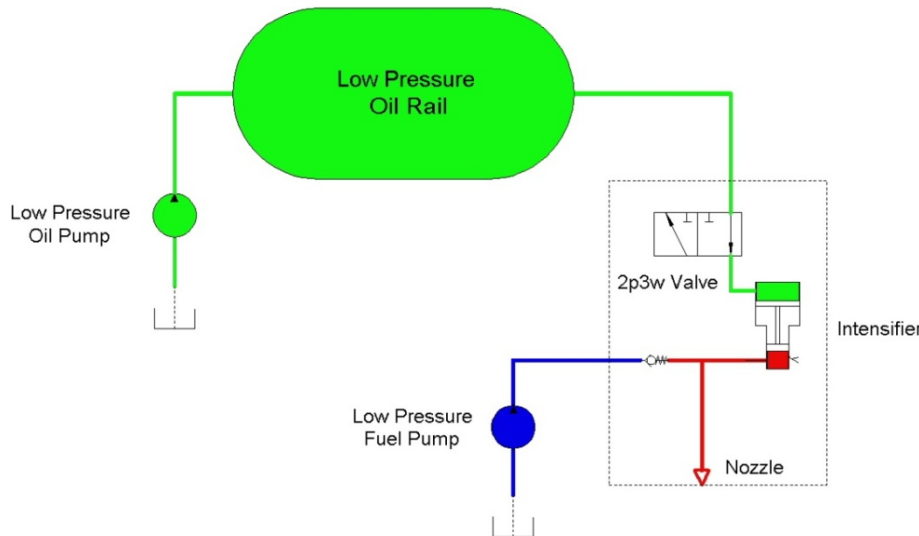 Low Pressure
Oil Rail
Low Pressure
Oil Pump
2p3w Valve
Intensifier
Low Pressure
Fuel Pump
Nozzle